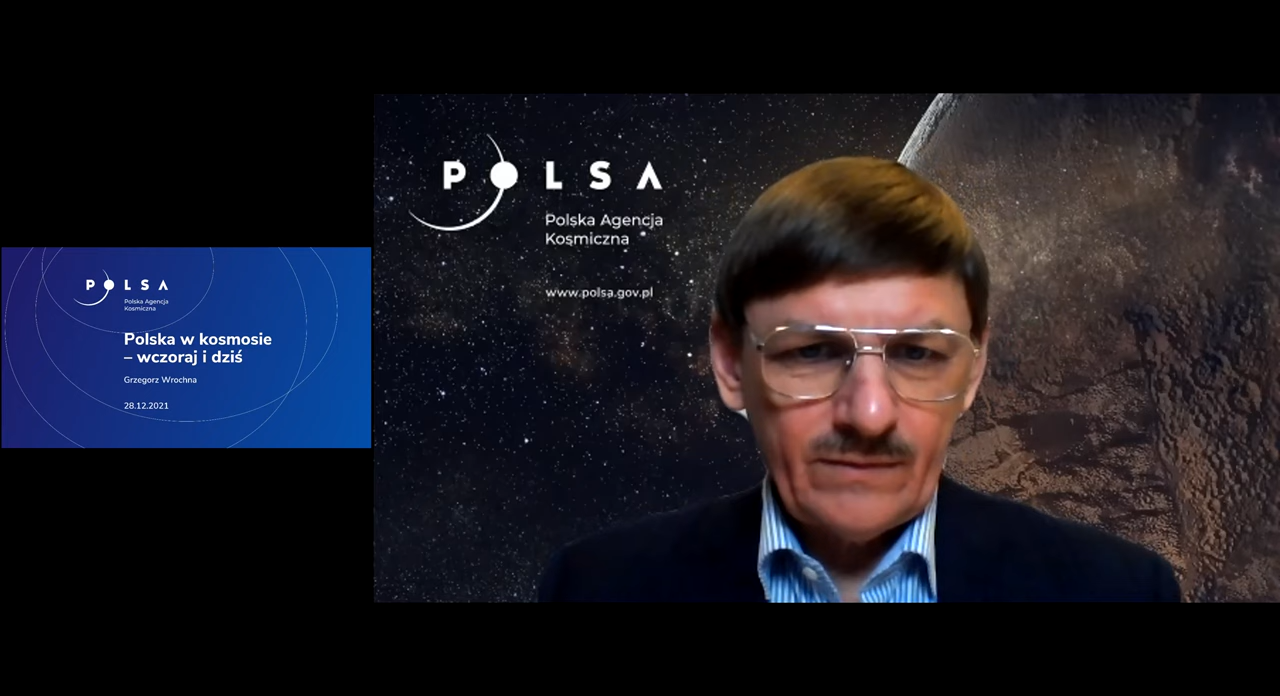 POLSA
Polska Agencja
Kosmiczna
Polska w kosmosie
– wczoraj i dziś
Grzegorz Wrochna
28.12.2021
POLSA
Polska Agencja
Kosmiczna
www.polsa.gov.pl